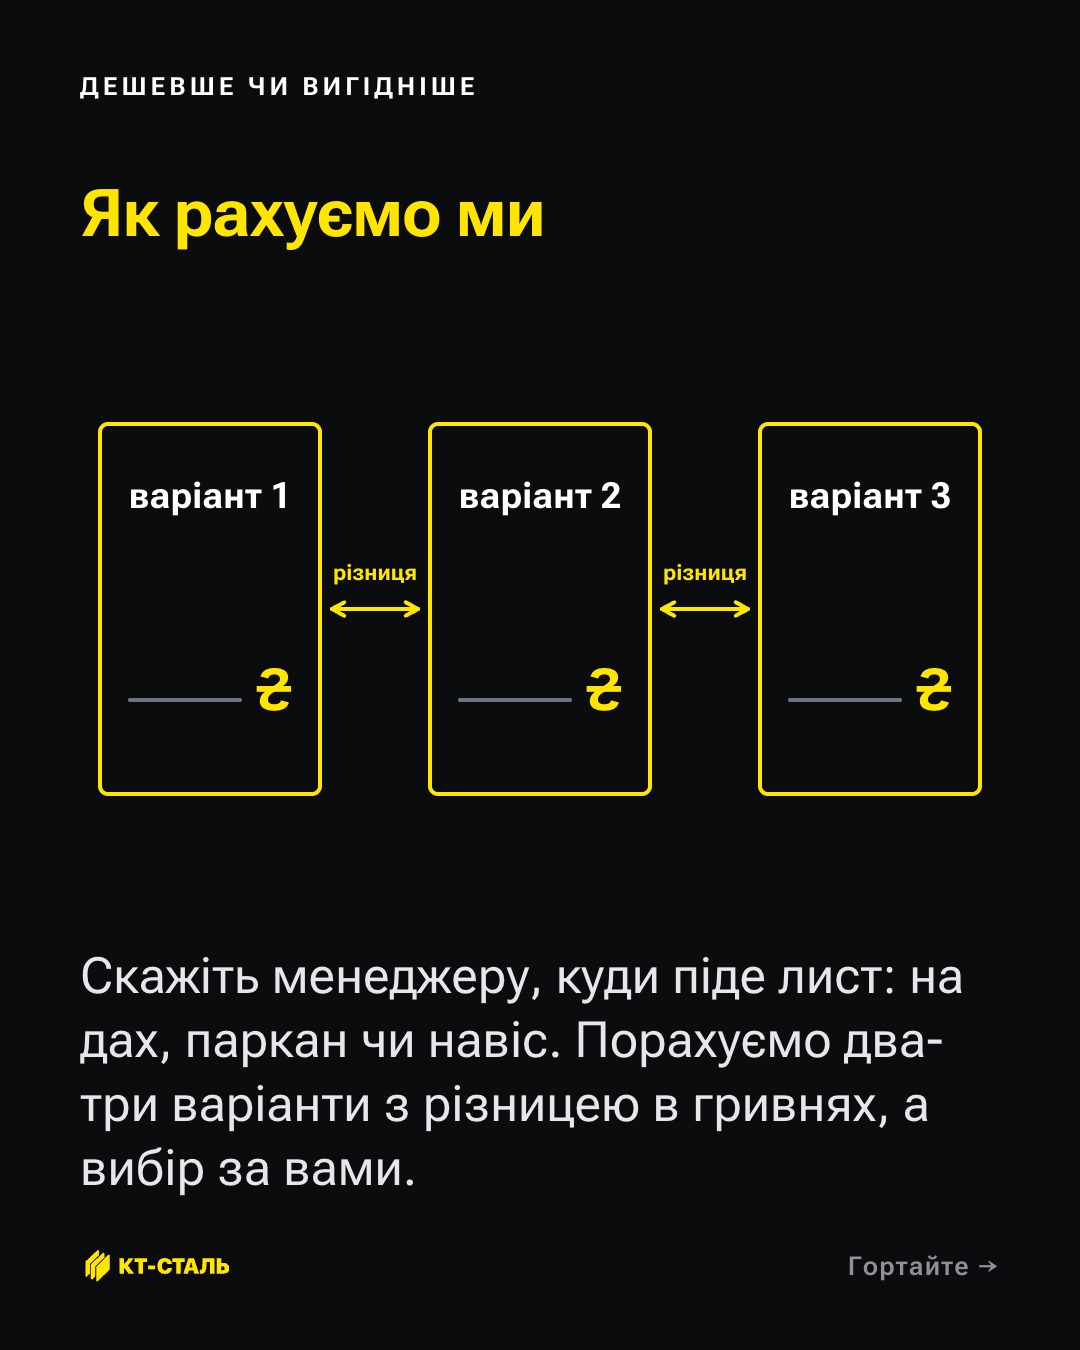 ДЕШЕВШЕ ЧИ ВИГІДНІШЕ
Як рахуємо ми
варіант 1
різниця
варіант 2
різниця
варіант 3
₴
₴
₴
Скажіть менеджеру, куди піде лист: на
дах, паркан чи навіс. Порахуємо два-
три варіанти з різницею в гривнях, а
вибір за вами.
КТ-СТАЛЬ
Гортайте →